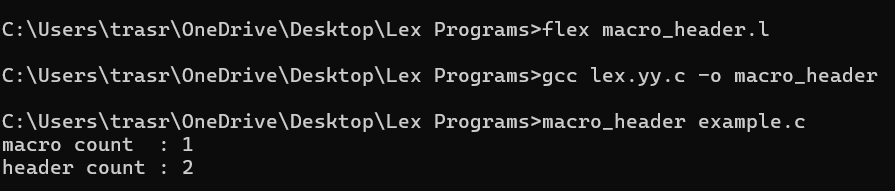 C:\Users\trasr\OneDrive\Desktop\Lex Programs>flex macro_header.l
C:\Users\trasr\OneDrive\Desktop\Lex Programs>gcc lex.yy.c -o macro_header
C:\Users\trasr\OneDrive\Desktop\Lex Programs>macro_header example.c
macro count  : 1
header count : 2